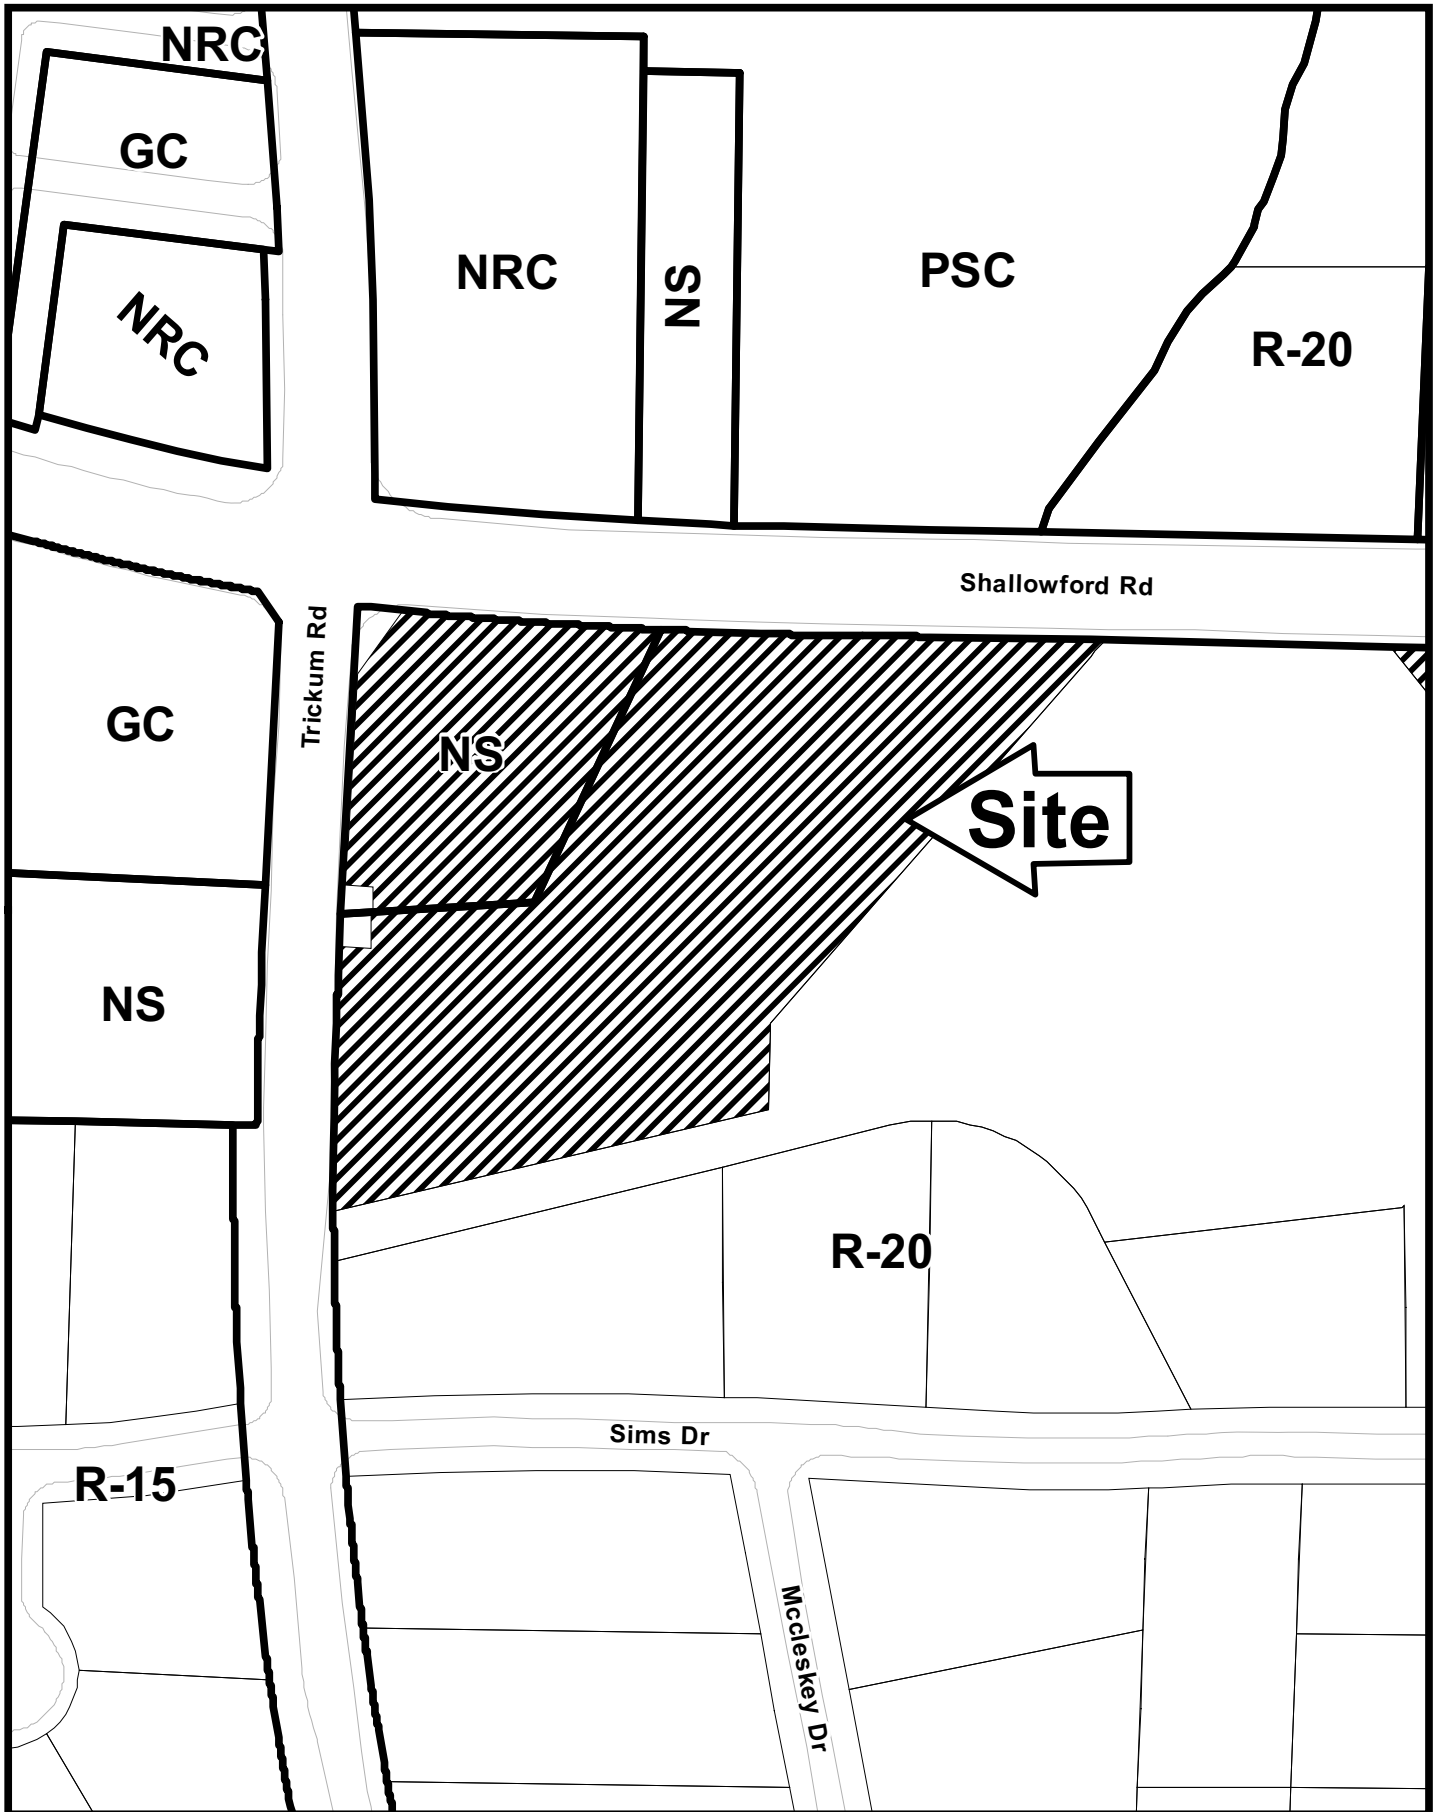 NRC
GC
NRC
NRC
NS
PSC
R-20
Shallowford Rd
Trickum Rd
GC
NS
Site
NS
R-20
Sims Dr
R-15
Mccleskey Dr